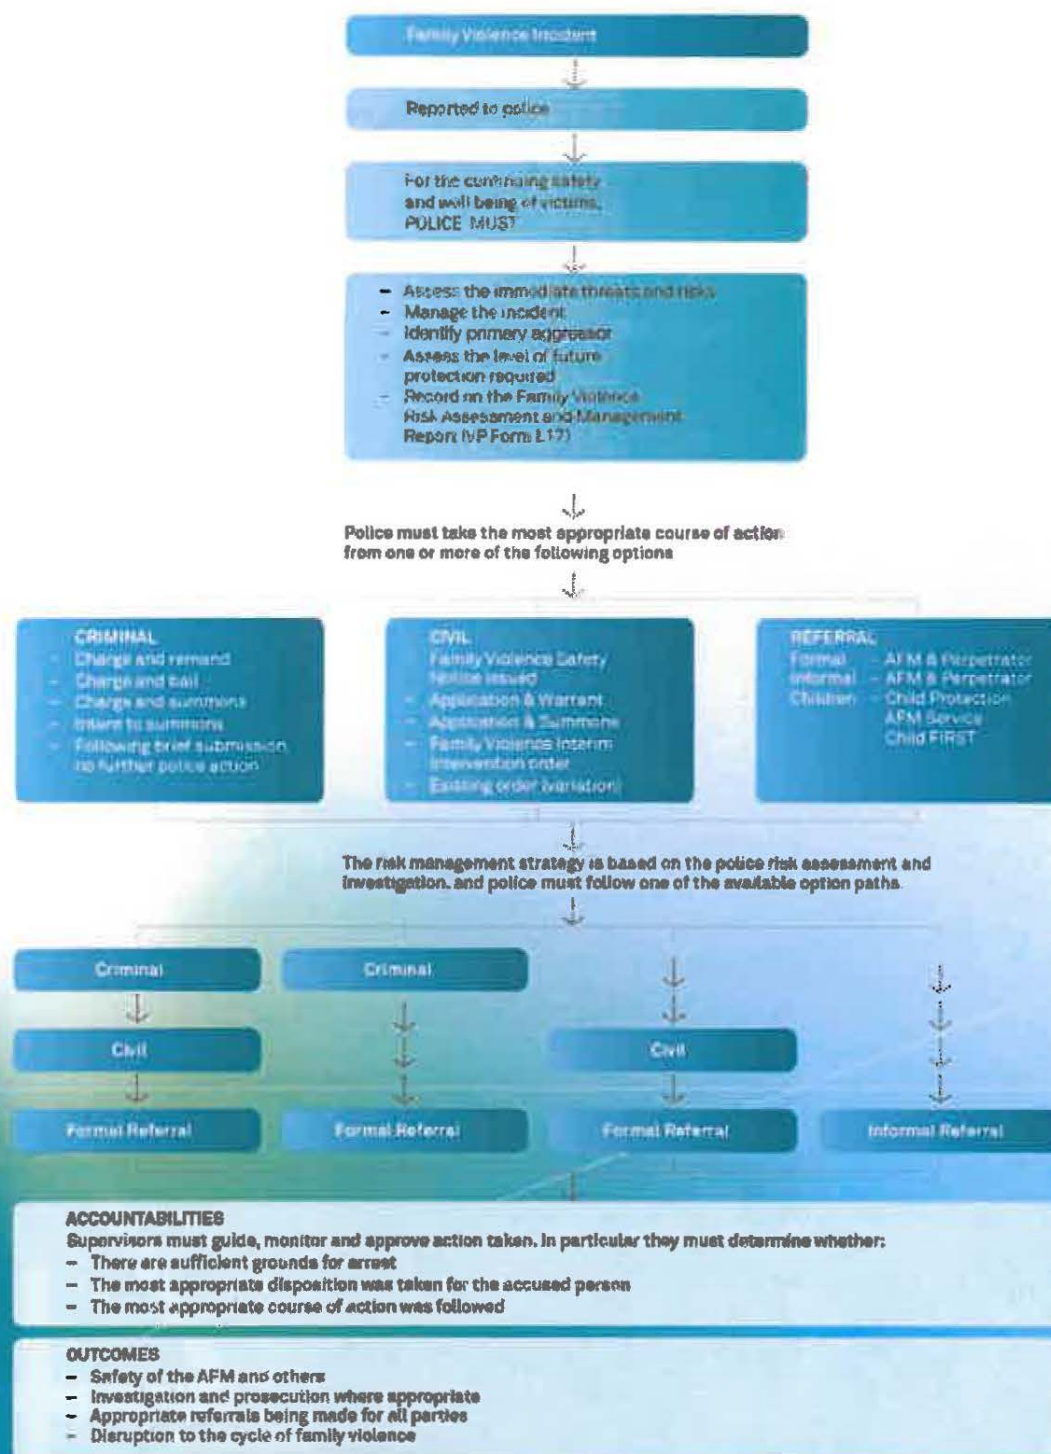 Family Violence Incident
Reported to police
For the continuing safety
and well being of victims,
POLICE MUST
- Assess the immediate threats and risks
- Manage the incident
- Identify primary aggressor
- Assess the level of future
protection required
- Record on the Family Violence
Risk Assessment and Management
Report (VP Form L17)
Police must take the most appropriate course of action
from one or more of the following options
CRIMINAL
- Charge and remand
- Charge and bail
- Charge and summons
- Intent to summons
- Following brief submission,
no further police action
CIVIL
- Family Violence Safety
Notice issued
- Application & Warrant
- Application & Summons
- Family Violence Interim
Intervention order
- Existing order (variation)
REFERRAL
Formal - AFM & Perpetrator
Informal - AFM & Perpetrator
Children - Child Protection
AFM Service
Child FIRST
The risk management strategy is based on the police risk assessment and
investigation, and police must follow one of the available option paths.
Criminal
Criminal
Civil
Civil
Formal Referral
Formal Referral
Formal Referral
Informal Referral
ACCOUNTABILITIES
Supervisors must guide, monitor and approve action taken. In particular they must determine whether:
- There are sufficient grounds for arrest
- The most appropriate disposition was taken for the accused person
- The most appropriate course of action was followed
OUTCOMES
- Safety of the AFM and others
- Investigation and prosecution where appropriate
- Appropriate referrals being made for all parties
- Disruption to the cycle of family violence